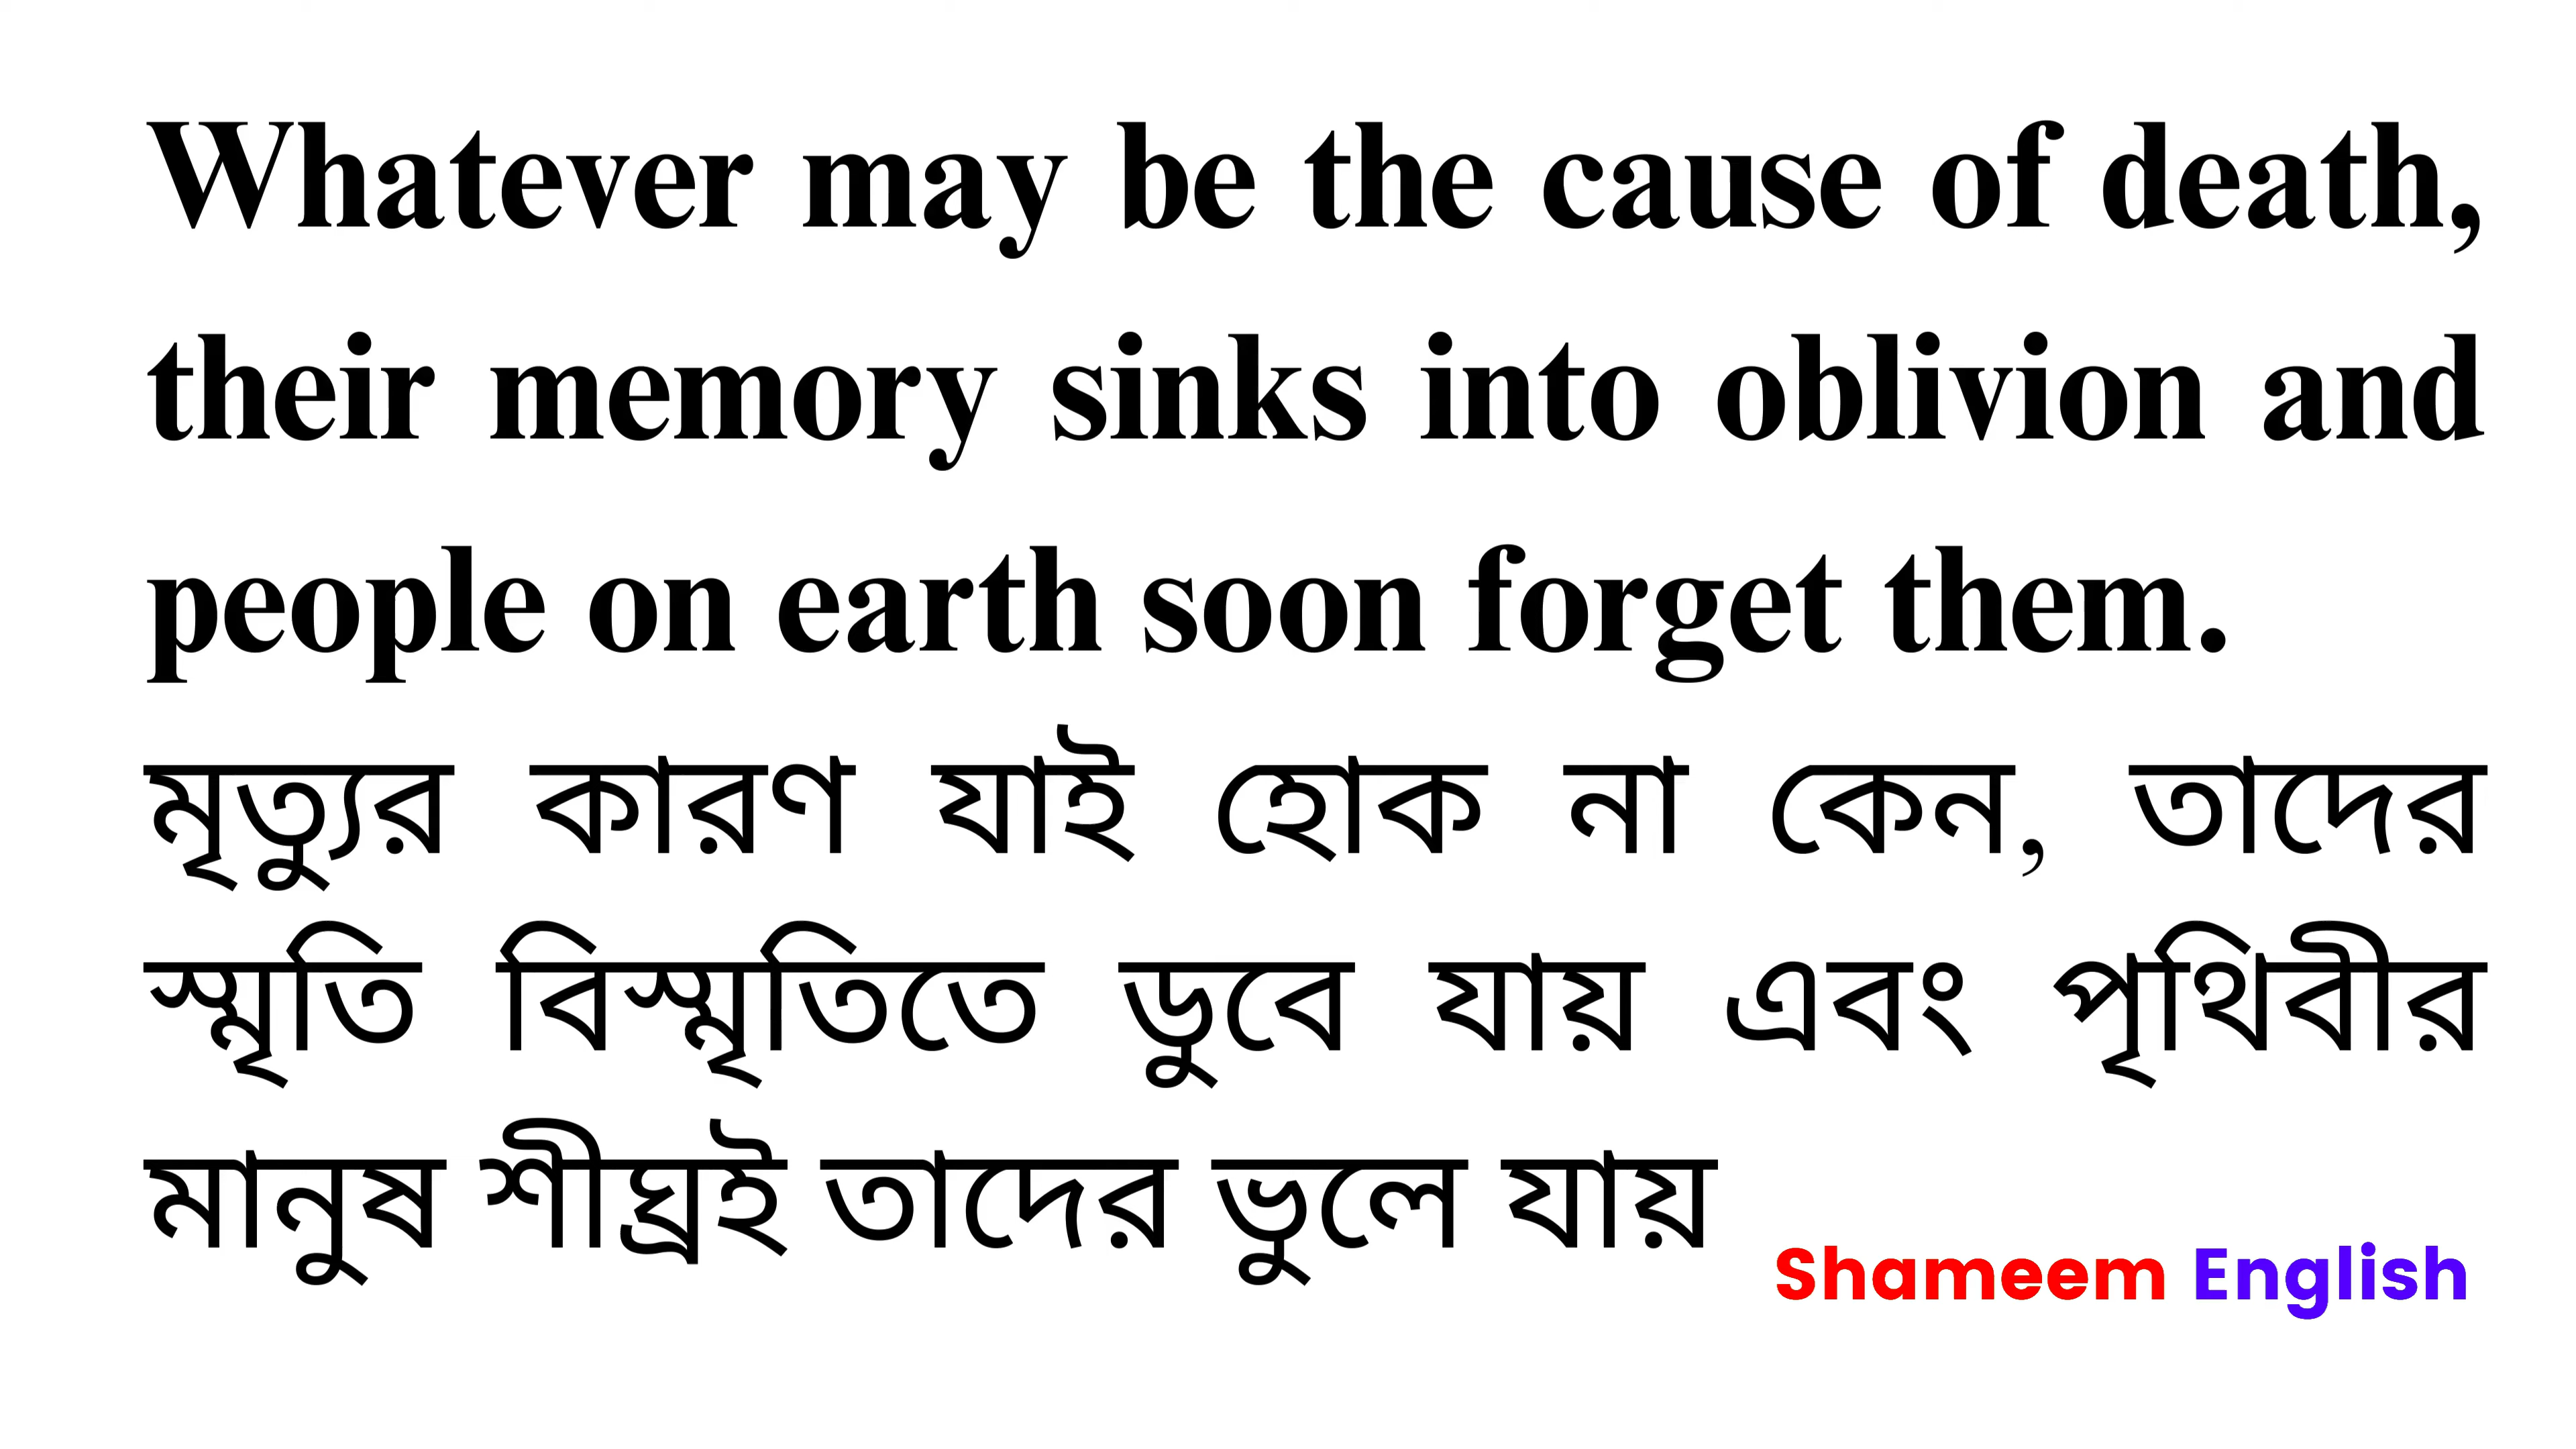 Whatever may be the cause of death,
their memory sinks into oblivion and
people on earth soon forget them.
মৃত্যুর কারণ যাই হোক না কেন, তাদের
স্মৃতি বিস্মৃতিতে ডুবে যায় এবং পৃথিবীর
মানুষ শীঘ্রই তাদের ভুলে যায়
Shameem English